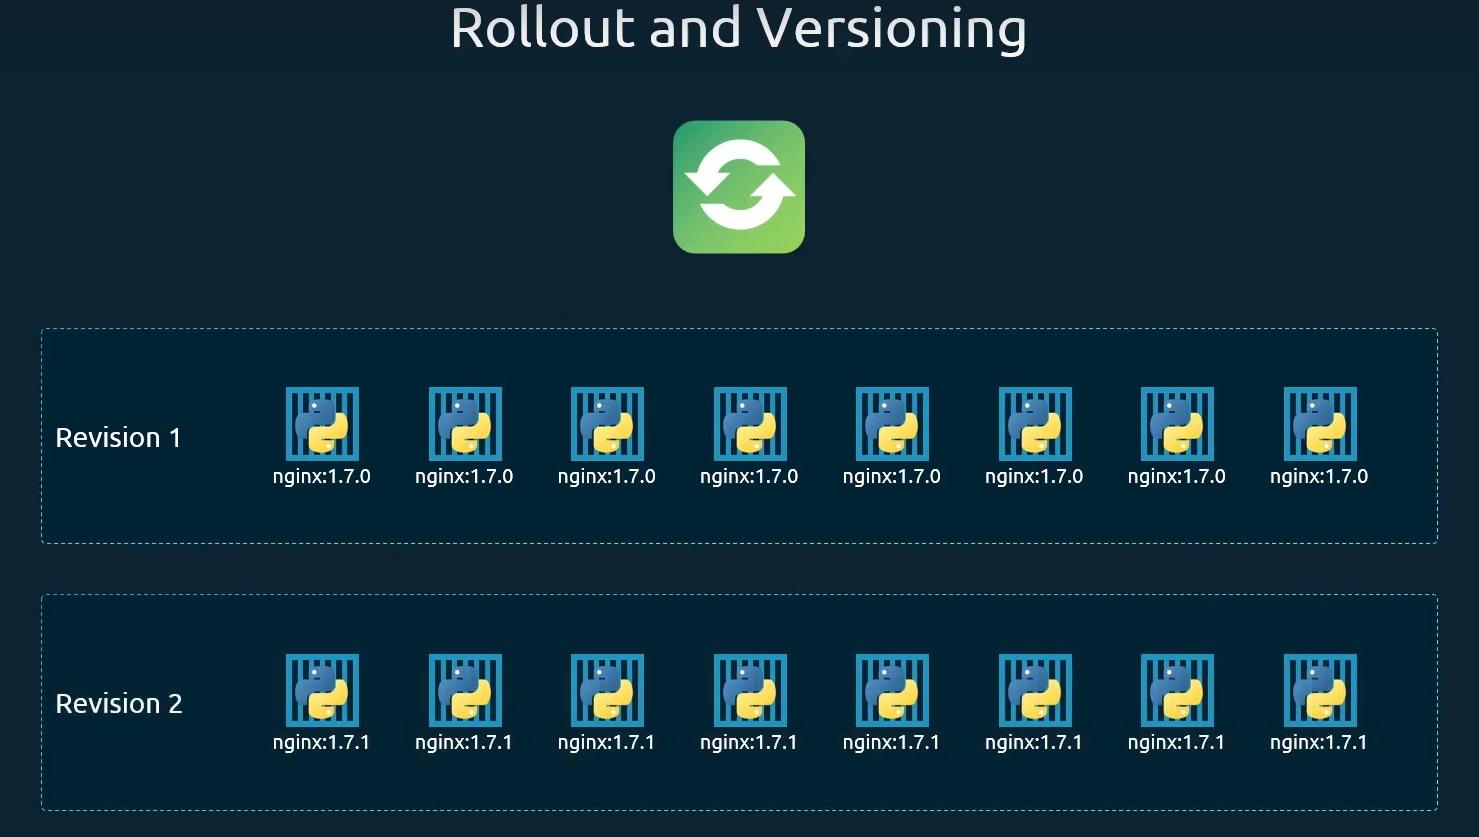 Rollout and Versioning
Revision 1
nginx:1.7.0 nginx:1.7.0 nginx:1.7.0 nginx:1.7.0 nginx:1.7.0 nginx:1.7.0 nginx:1.7.0 nginx:1.7.0
Revision 2
nginx:1.7.1 nginx:1.7.1 nginx:1.7.1 nginx:1.7.1 nginx:1.7.1 nginx:1.7.1 nginx:1.7.1 nginx:1.7.1